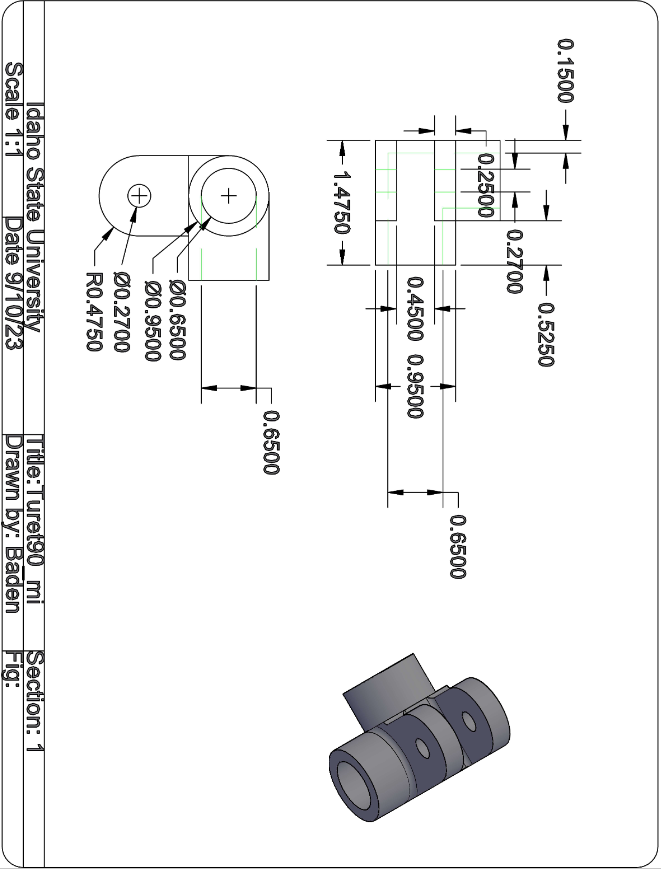 0.1500
0.2500
0.2700
0.5250
1.4750
0.4500
0.9500
0.6500
R0.4750
Ø0.2700
Ø0.9500
Ø0.6500
0.6500
Idaho State University
Title:Turet90_mi
Section: 1
Scale 1:1
Date 9/10/23
Drawn by: Baden
Fig: